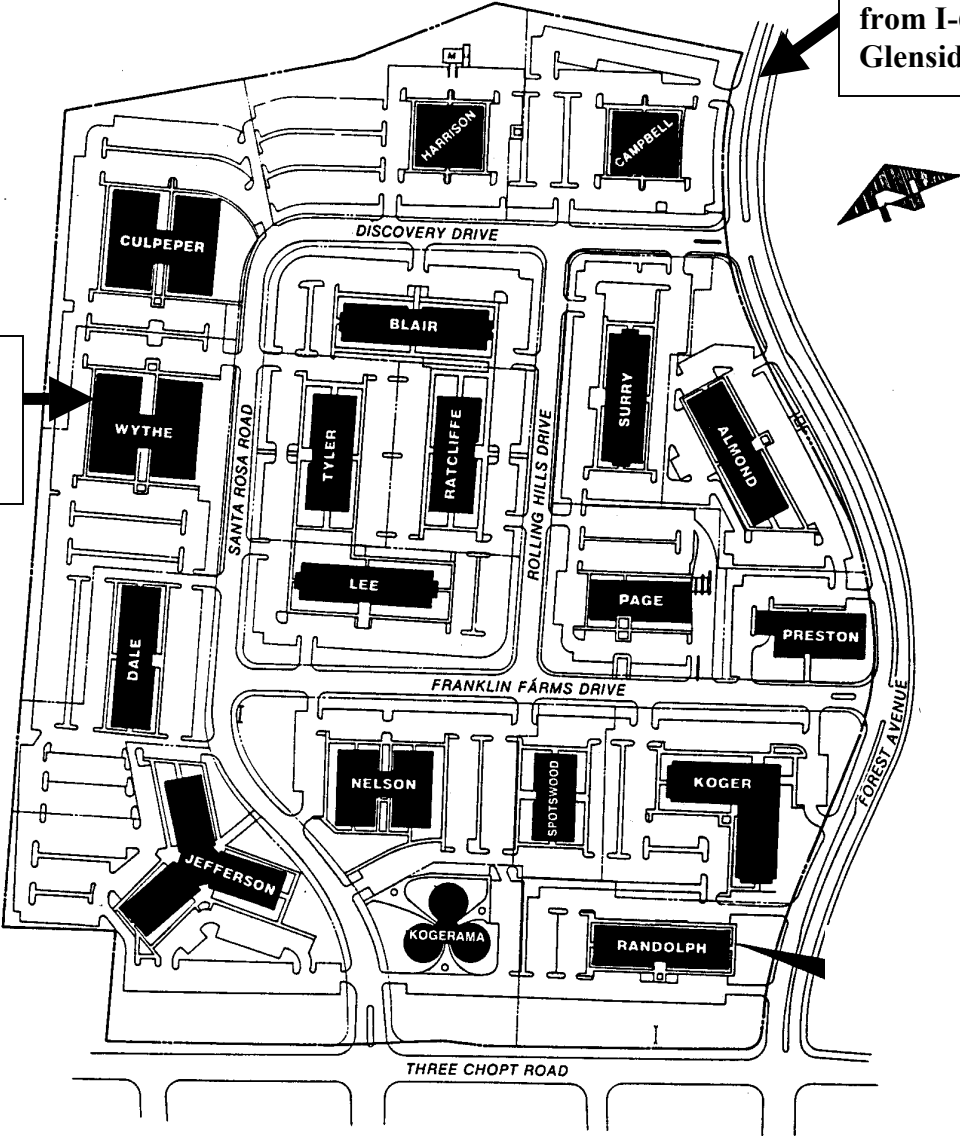 from I-
Glensid
M
HARRISON
CAMPBELL
DISCOVERY DRIVE
CULPEPER
BLAIR
SURRY
WYTHE
SANTA ROSA ROAD
TYLER
RATCLIFFE
ROLLING HILLS DRIVE
ALMOND
LEE
PAGE
PRESTON
DALE
FRANKLIN FARMS DRIVE
FOREST AVENUE
NELSON
SPOTSWOOD
KOGER
JEFFERSON
KOGERAMA
RANDOLPH
THREE CHOPT ROAD